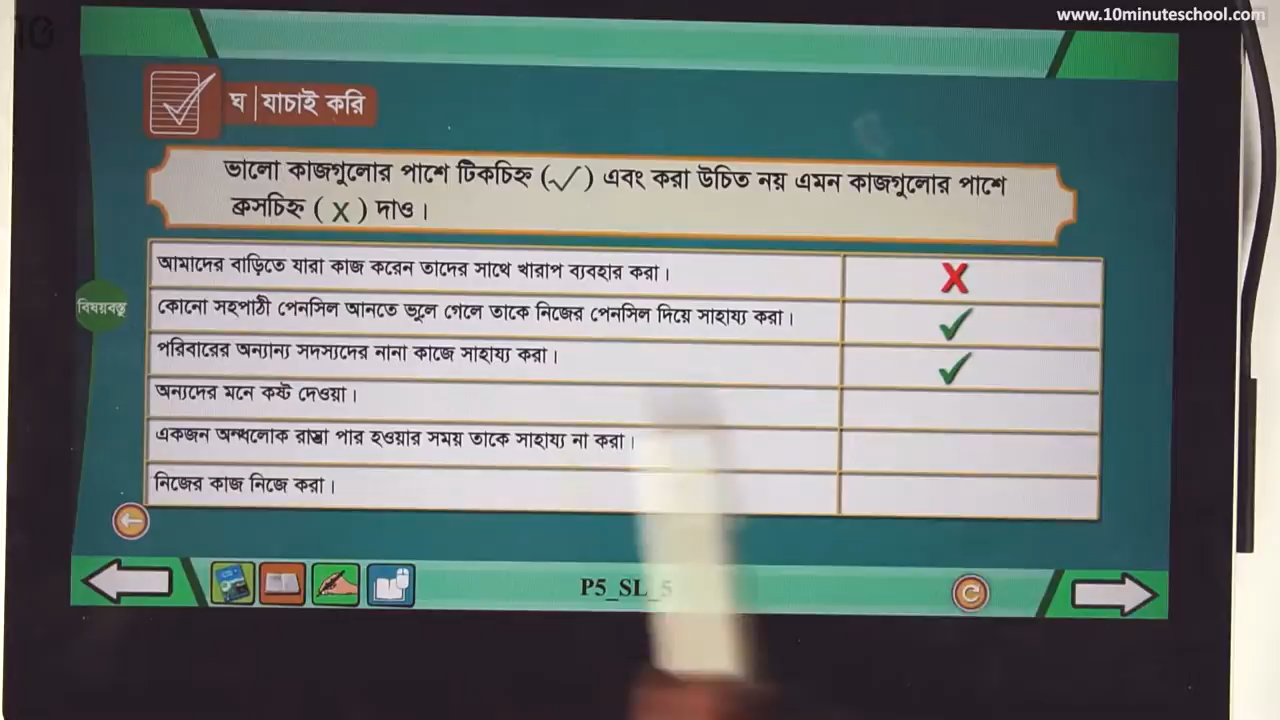 www.10minuteschool.com
10
ঘ | যাচাই করি
ভালো কাজগুলোর পাশে টিকচিহ্ন (✓) এবং করা উচিত নয় এমন কাজগুলোর পাশে
ক্রসচিহ্ন ( X ) দাও।
আমাদের বাড়িতে যারা কাজ করেন তাদের সাথে খারাপ ব্যবহার করা। X
বিষয়বস্তু
কোনো সহপাঠী পেনসিল আনতে ভুলে গেলে তাকে নিজের পেনসিল দিয়ে সাহায্য করা। ✓
পরিবারের অন্যান্য সদস্যদের নানা কাজে সাহায্য করা। ✓
অন্যদের মনে কষ্ট দেওয়া।
একজন অন্ধলোক রাস্তা পার হওয়ার সময় তাকে সাহায্য না করা।
নিজের কাজ নিজে করা।
P5_SL_5